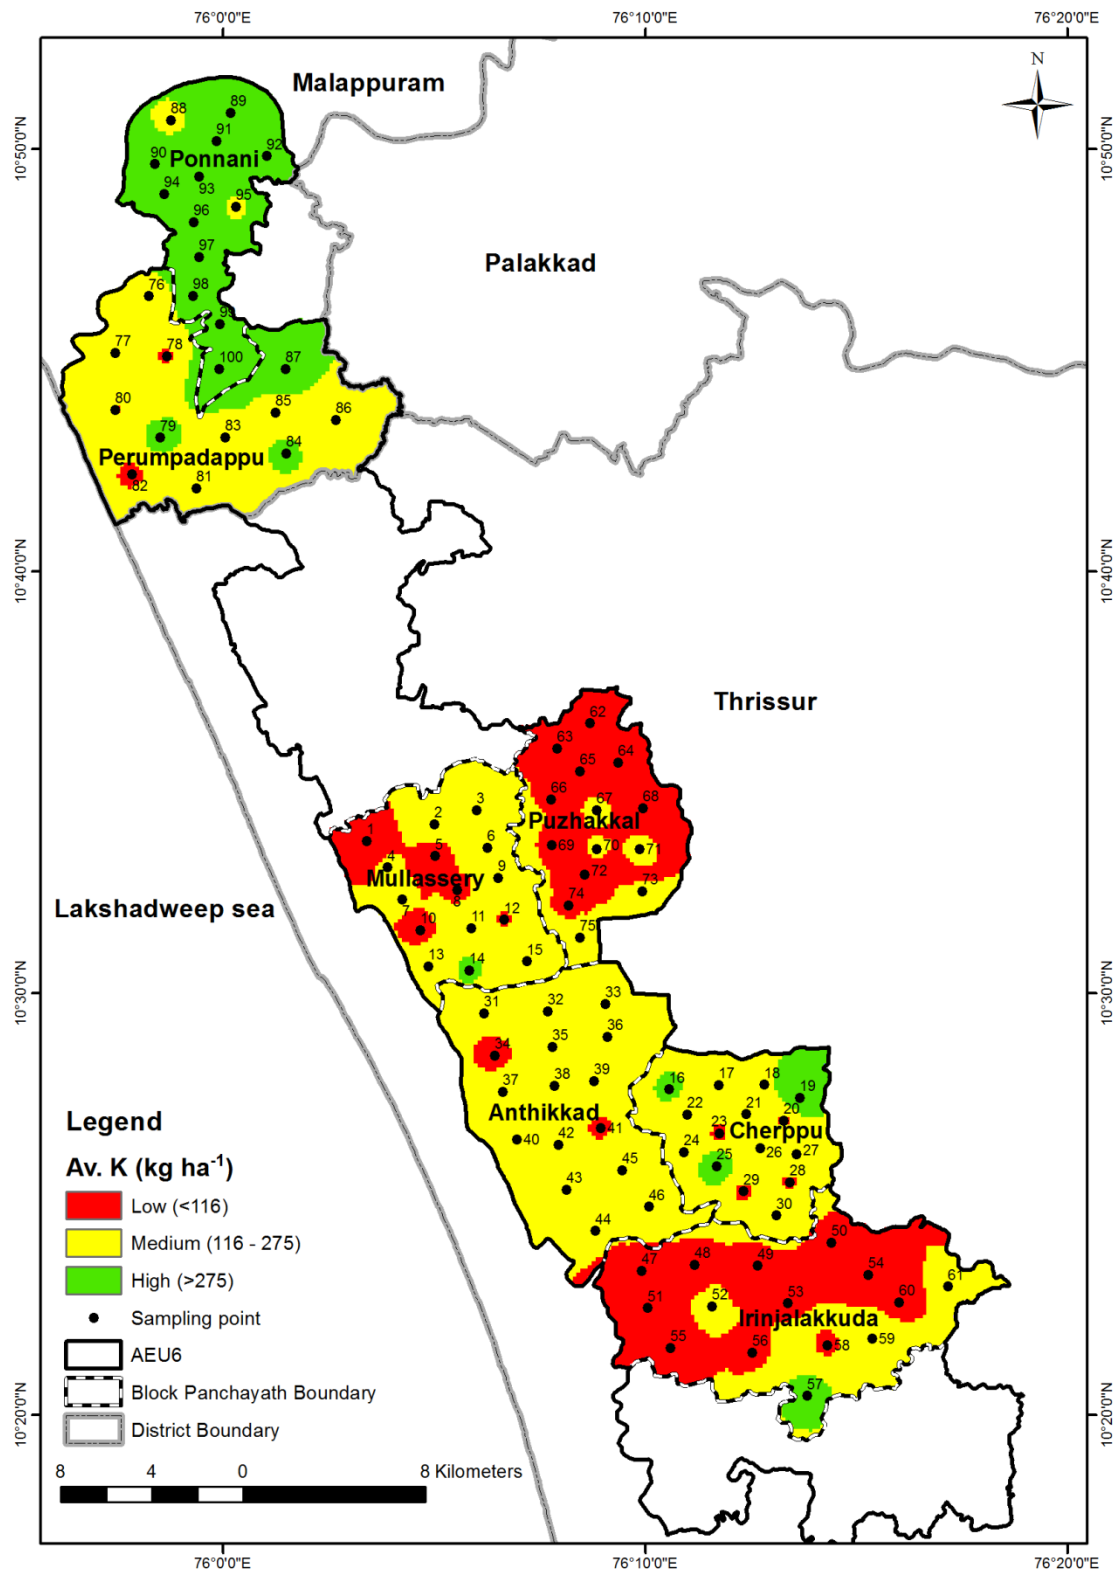 76°0'0"E 76°10'0"E 76°20'0"E
N
Malappuram
88 89
91
92
90
Ponnani
10°50'0"N 10°50'0"N
94 93 95
96
97
Palakkad
76 98
99
77 78
100 87
80 85 86
79 83
84
Perumpadappu
82 81
10°40'0"N 10°40'0"N
Thrissur
62
63 64
65
66 67 68
3
2
Puzhakkal
1 5 6 69 70 71
4
Mullassery
9 72 73
8
7 10 11 12 74
75
13 14 15
Lakshadweep sea
10°30'0"N 10°30'0"N
31 32 33
34 35 36
37 38 39
Anthikkad
40 42 41
43 45
46
44
16 17 18 19
22 21 20
23
Cherppu
24 25 26 27
29 28
30
47 48 49 50
51 52 53 54 60 61
Irinjalakkuda
55 56 58 59
57
Legend
Av. K (kg ha-1)
Low (<116)
Medium (116 - 275)
High (>275)
Sampling point
AEU6
Block Panchayath Boundary
District Boundary
10°20'0"N 10°20'0"N
8 4 0 8 Kilometers
76°0'0"E 76°10'0"E 76°20'0"E